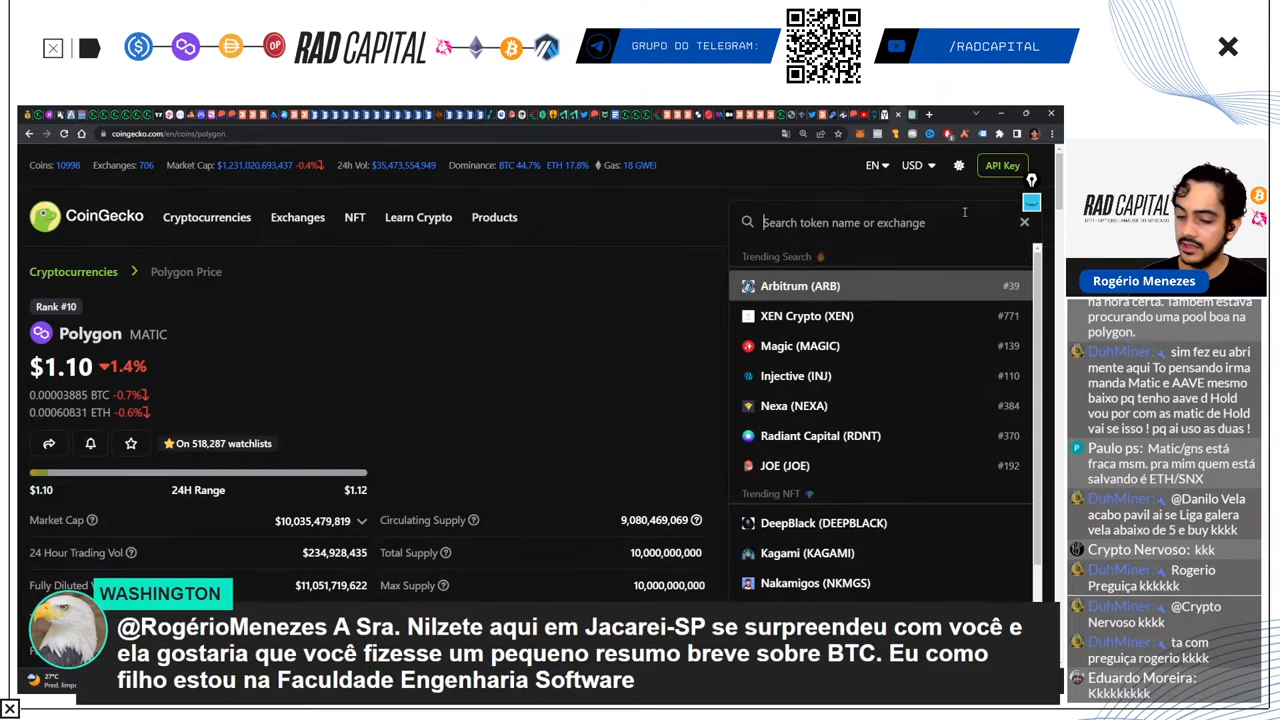 RAD CAPITAL
GRUPO DO TELEGRAM:
/RADCAPITAL
coingecko.com/en/coins/polygon
Coins: 10998 Exchanges: 706 Market Cap: $1,231,020,693,437 -0.4% 24h Vol: $35,473,554,949 Dominance: BTC 44.7% ETH 17.8% Gas: 18 GWEI
EN USD API Key
CoinGecko Cryptocurrencies Exchanges NFT Learn Crypto Products
Search token name or exchange
Cryptocurrencies Polygon Price
Rank #10
Polygon MATIC
$1.10 1.4%
0.00003885 BTC -0.7%
0.00060831 ETH -0.6%
On 518,287 watchlists
$1.10 24H Range $1.12
Market Cap $10,035,479,819 Circulating Supply 9,080,469,069
24 Hour Trading Vol $234,928,435 Total Supply 10,000,000,000
Fully Diluted $11,051,719,622 Max Supply 10,000,000,000
Trending Search
Arbitrum (ARB) #39
XEN Crypto (XEN) #771
Magic (MAGIC) #139
Injective (INJ) #110
Nexa (NEXA) #384
Radiant Capital (RDNT) #370
JOE (JOE) #192
Trending NFT
DeepBlack (DEEPBLACK)
Kagami (KAGAMI)
Nakamigos (NKMGS)
WASHINGTON
@RogérioMenezes A Sra. Nilzete aqui em Jacarei-SP se surpreendeu com você e
ela gostaria que você fizesse um pequeno resumo breve sobre BTC. Eu como
filho estou na Faculdade Engenharia Software
27°C
RAD CAPITAL
Rogério Menezes
na hora certa. Também estava
procurando uma pool boa na
polygon.
DuhMiner: sim fez eu abri
mente aqui To pensando irma
manda Matic e AAVE mesmo
baixo pq tenho aave d Hold
vou por com as matic de Hold
vai se isso ! pq ai uso as duas !
Paulo ps: Matic/gns está
fraca msm. pra mim quem está
salvando é ETH/SNX
DuhMiner: @Danilo Vela
acabo pavil ai se Liga galera
vela abaixo de 5 e buy kkkk
Crypto Nervoso: kkk
DuhMiner: Rogerio
Preguiça kkkkkk
DuhMiner: @Crypto
Nervoso kkkk
DuhMiner: ta com
preguiça rogerio kkkk
Eduardo Moreira:
Kkkkkkkkk